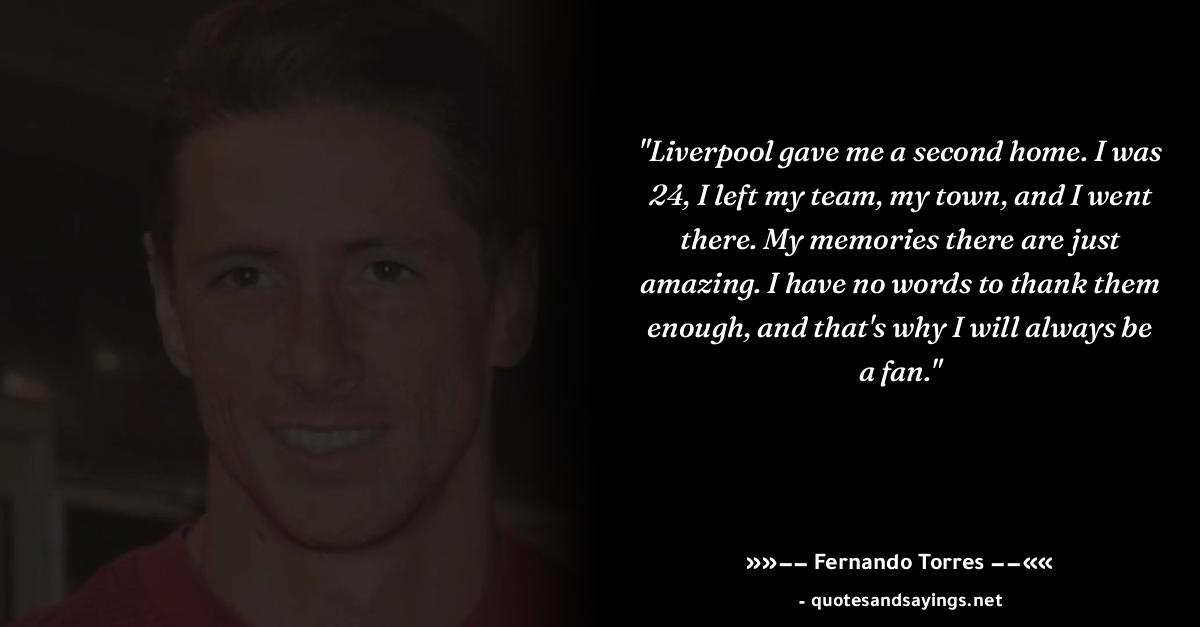 "Liverpool gave me a second home. I was
24, I left my team, my town, and I went
there. My memories there are just
amazing. I have no words to thank them
enough, and that's why I will always be
a fan."
»»−− Fernando Torres −−««
- quotesandsayings.net